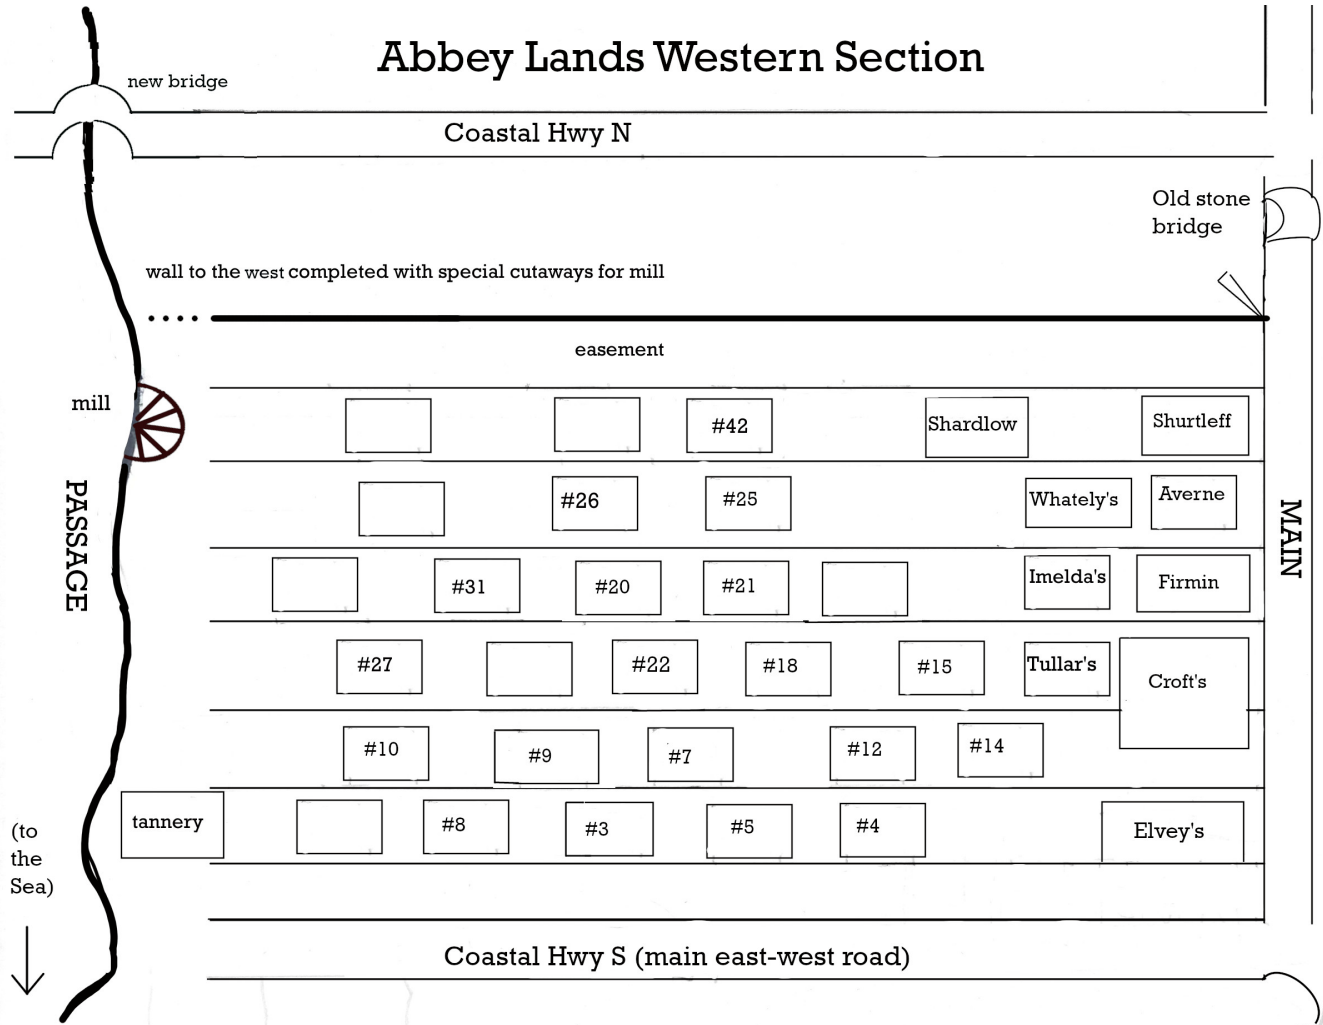 Abbey Lands Western Section
new bridge
Coastal Hwy N
Old stone
bridge
wall to the west completed with special cutaways for mill
easement
mill
#42
Shardlow
Shurtleff
PASSAGE
#26
#25
Whately's
Averne
MAIN
#31
#20
#21
Imelda's
Firmin
#27
#22
#18
#15
Tullar's
Croft's
#10
#9
#7
#12
#14
tannery
#8
#3
#5
#4
Elvey's
(to
the
Sea)
Coastal Hwy S (main east-west road)